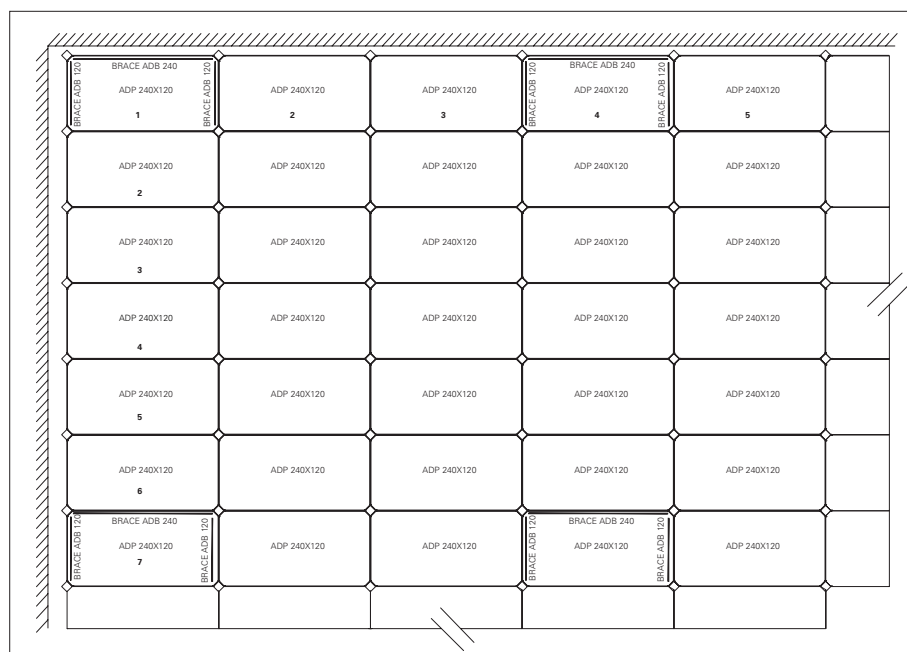 BRACE ADB 240 BRACE ADB 240
BRACE ADB 120 BRACE ADB 120 BRACE ADB 120 BRACE ADB 120
ADP 240X120 ADP 240X120 ADP 240X120 ADP 240X120 ADP 240X120
1 2 3 4 5
ADP 240X120 ADP 240X120 ADP 240X120 ADP 240X120 ADP 240X120
2
ADP 240X120 ADP 240X120 ADP 240X120 ADP 240X120 ADP 240X120
3
ADP 240X120 ADP 240X120 ADP 240X120 ADP 240X120 ADP 240X120
4
ADP 240X120 ADP 240X120 ADP 240X120 ADP 240X120 ADP 240X120
5
ADP 240X120 ADP 240X120 ADP 240X120 ADP 240X120 ADP 240X120
6
BRACE ADB 240 BRACE ADB 240
BRACE ADB 120 BRACE ADB 120 BRACE ADB 120 BRACE ADB 120
ADP 240X120 ADP 240X120 ADP 240X120 ADP 240X120 ADP 240X120
7